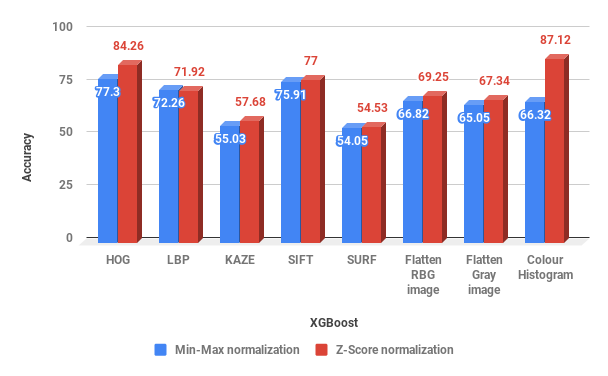 100
75
50
25
0
Accuracy
77.3
84.26
72.26
71.92
55.03
57.68
75.91
77
54.05
54.53
66.82
69.25
65.05
67.34
66.32
87.12
HOG
LBP
KAZE
SIFT
SURF
Flatten
RBG
image
Flatten
Gray
image
Colour
Histogram
XGBoost
Min-Max normalization
Z-Score normalization